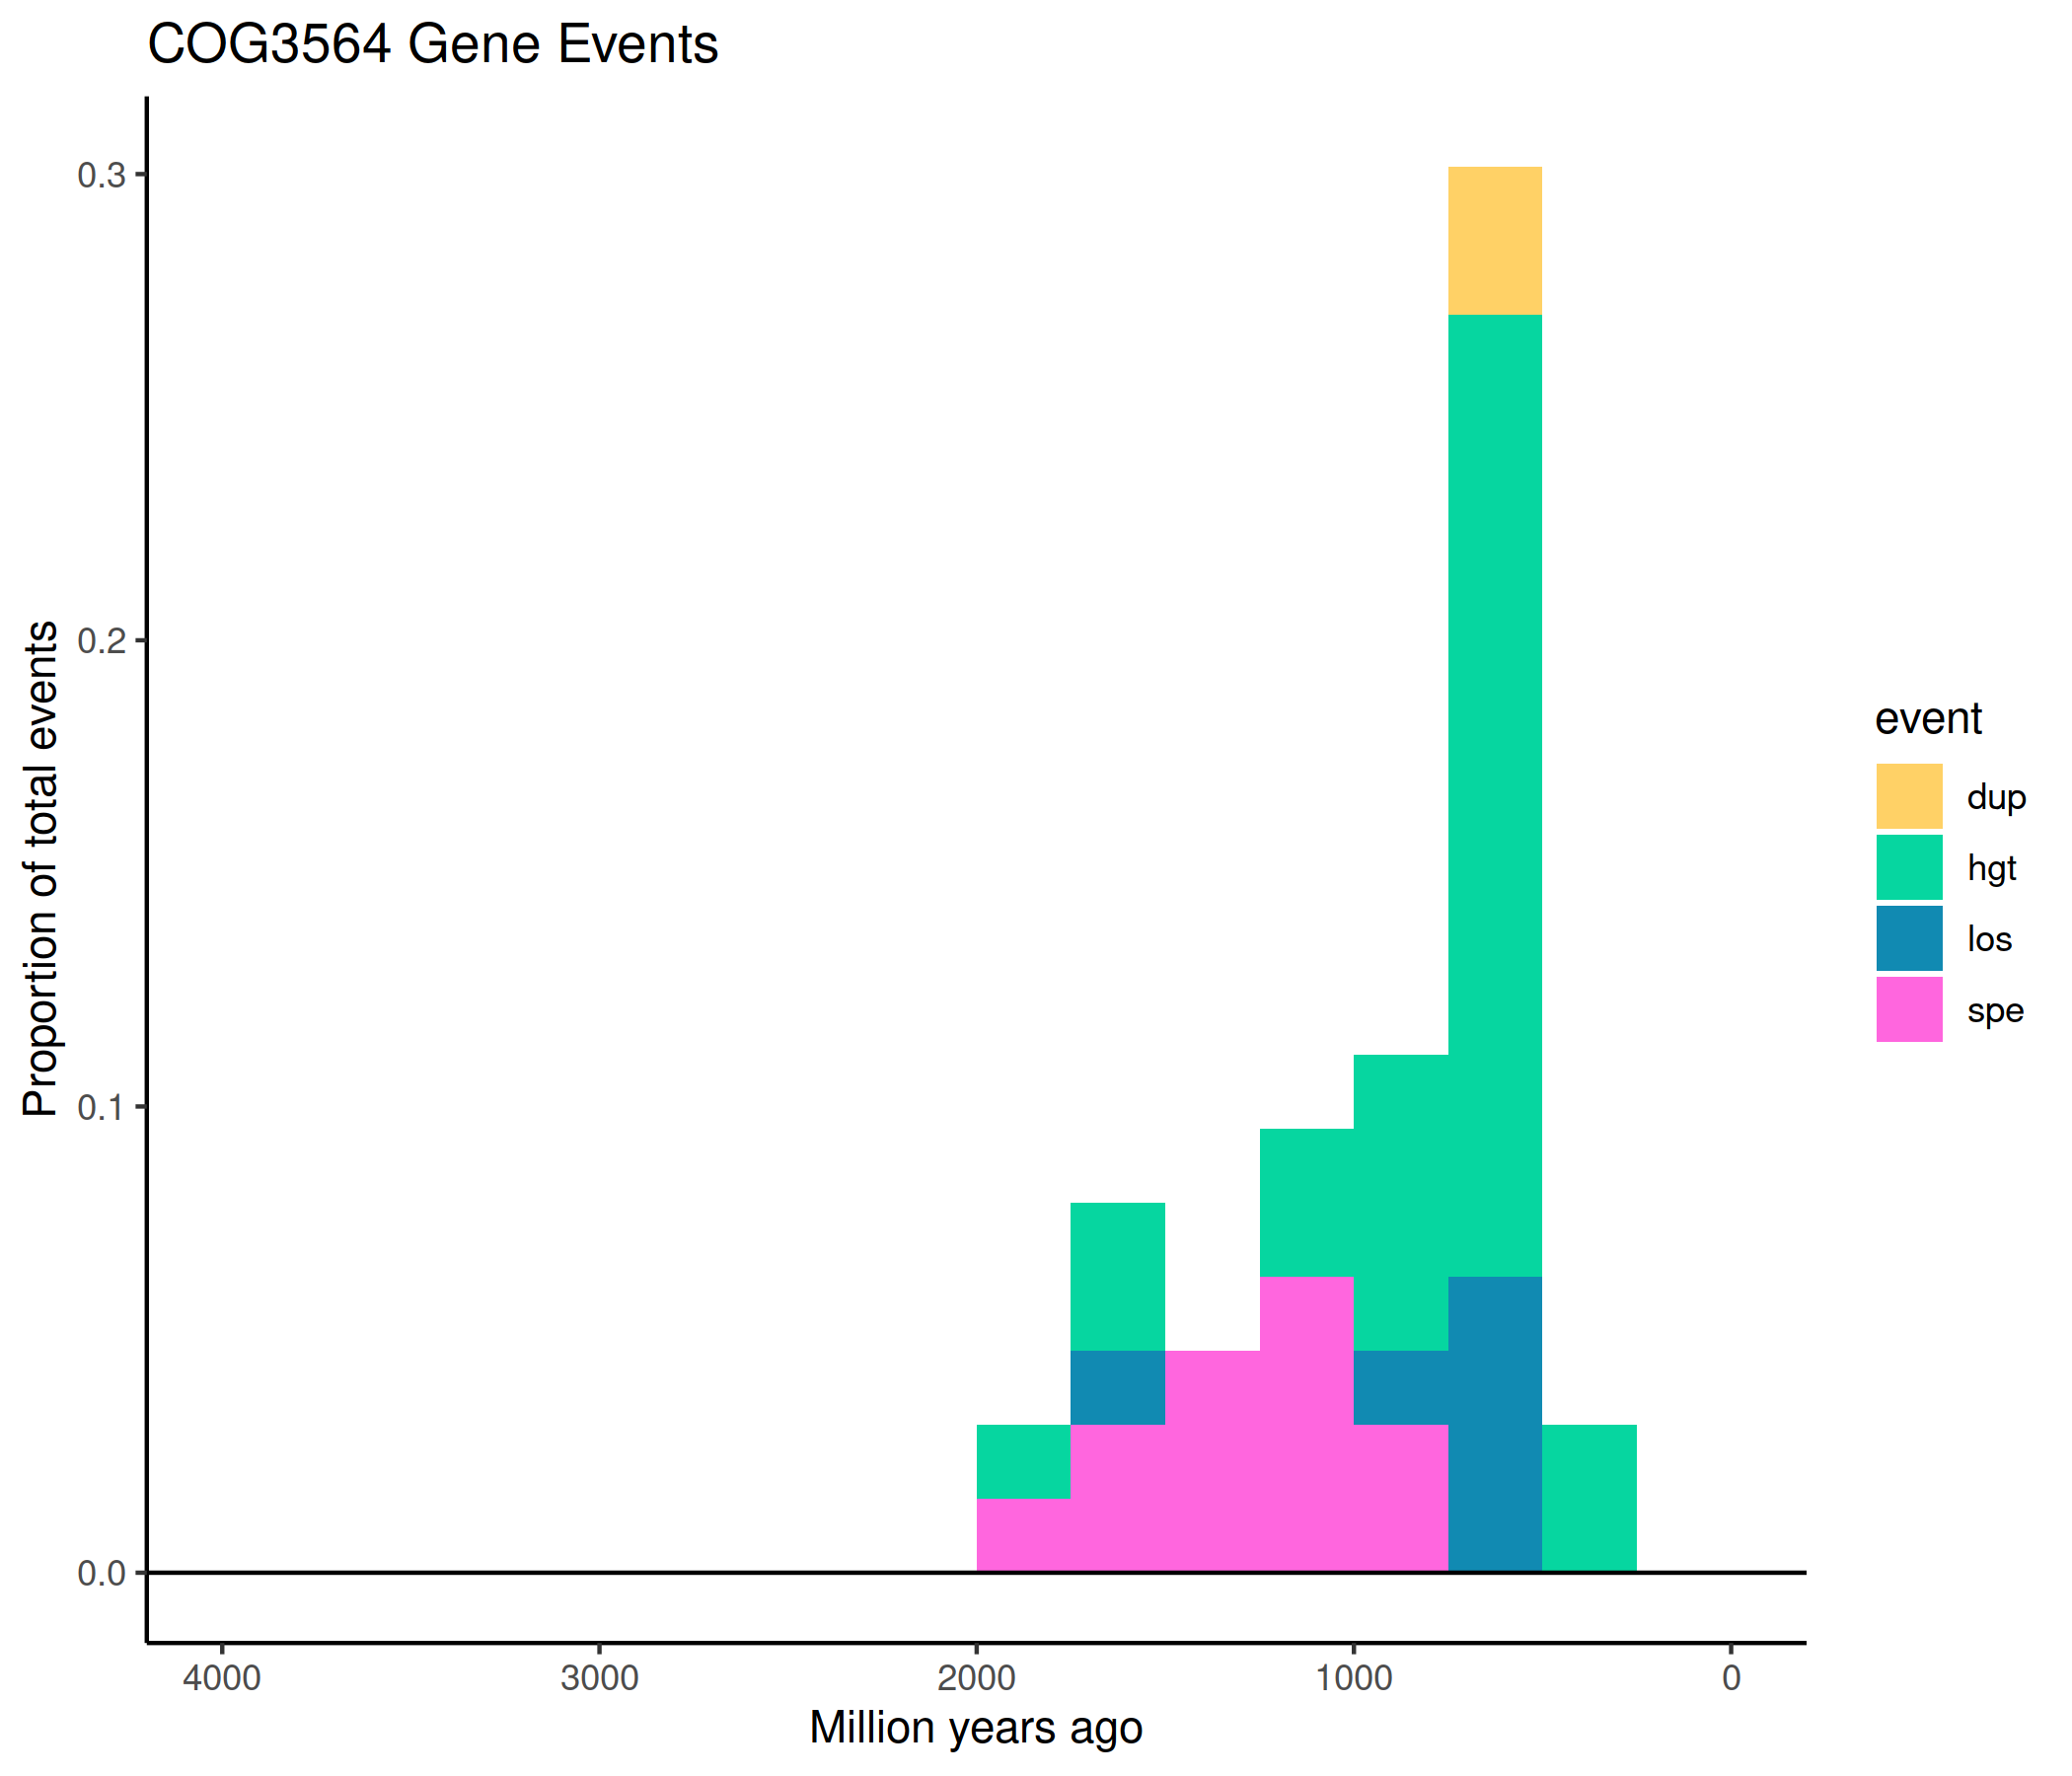 COG3564 Gene Events
0.3
0.2
0.1
0.0
Proportion of total events
4000 3000 2000 1000 0
Million years ago
event
dup
hgt
los
spe